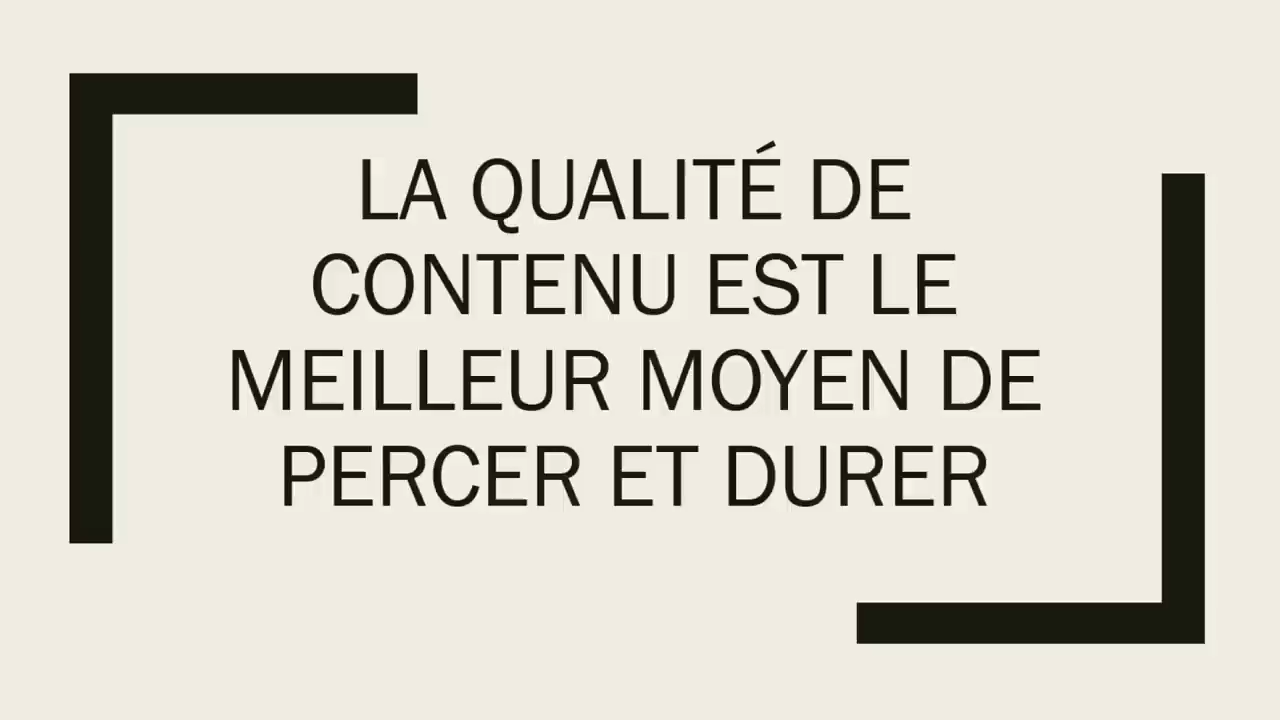 LA QUALITÉ DE
CONTENU EST LE
MEILLEUR MOYEN DE
PERCER ET DURER